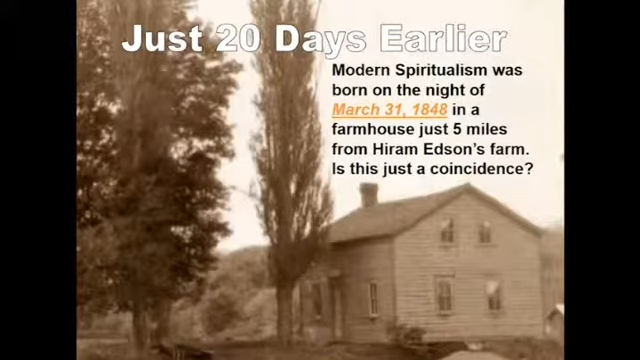 Just 20 Days Earlier
Modern Spiritualism was
born on the night of
March 31, 1848 in a
farmhouse just 5 miles
from Hiram Edson's farm.
Is this just a coincidence?